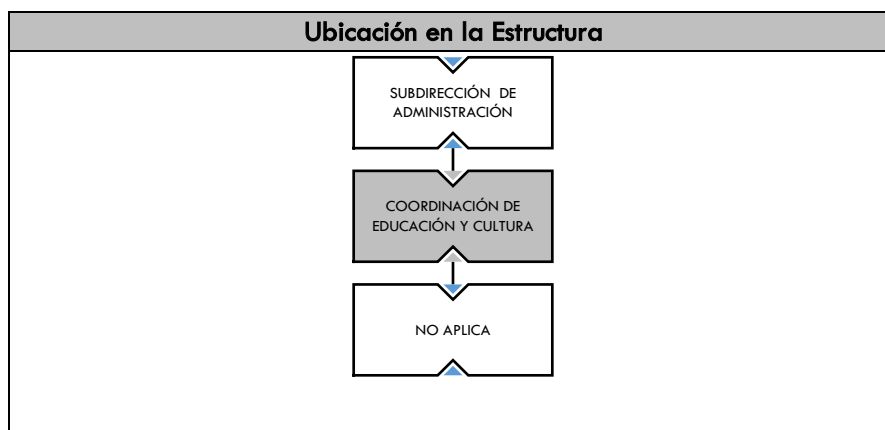 Ubicación en la Estructura
SUBDIRECCIÓN DE
ADMINISTRACIÓN
COORDINACIÓN DE
EDUCACIÓN Y CULTURA
NO APLICA